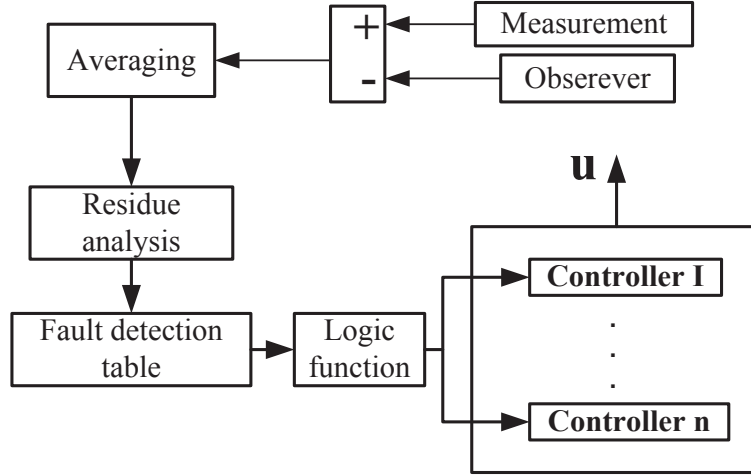 Measurement
+
Averaging
-
Obserever
u
Residue
analysis
Controller I
Fault detection
table
Logic
function
.
.
.
Controller n